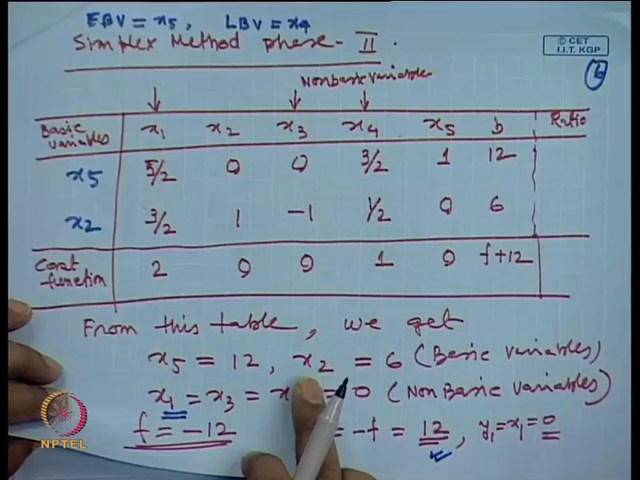 EBV = x5, LBV = x4
Simplex Method phase-II.
© CET
I.I.T. KGP
6
Nonbasic variables
Basic variables x1 x2 x3 x4 x5 b Ratio
x5 5/2 0 0 3/2 1 12
x2 3/2 1 -1 1/2 0 6
Cost function 2 0 0 1 0 f+12
From this table, we get
x5 = 12, x2 = 6 (Basic variables)
x1 = x3 = x = 0 (Non Basic Variables)
f = -12 = -f = 12, y1 = x1 = 0
NPTEL